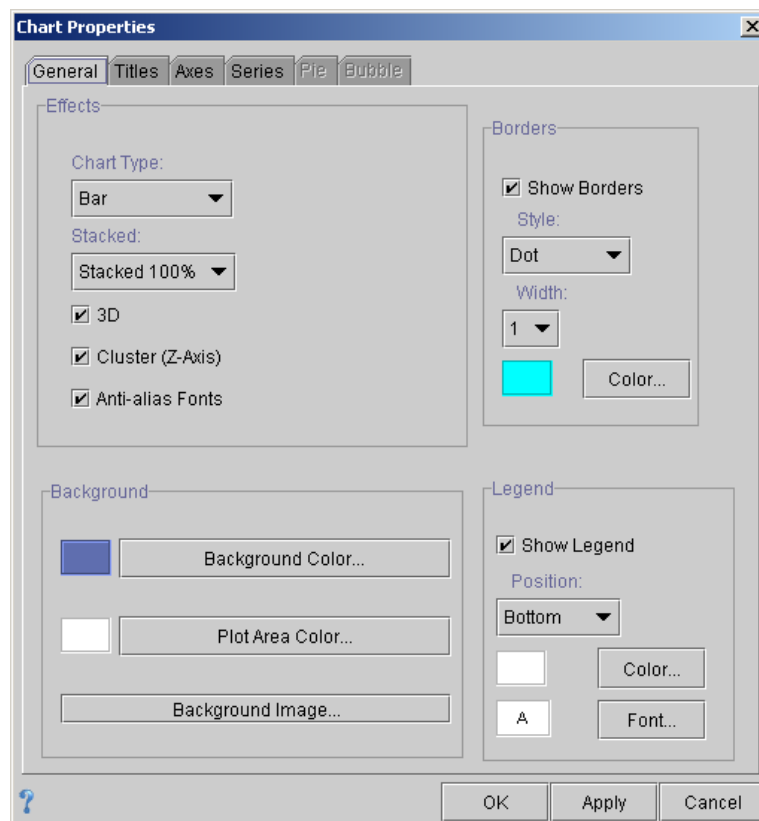 Chart Properties
General Titles Axes Series Pie Bubble
Effects
Chart Type:
Bar
Stacked:
Stacked 100%
3D
Cluster (Z-Axis)
Anti-alias Fonts
Borders
Show Borders
Style:
Dot
Width:
1
Color...
Background
Background Color...
Plot Area Color...
Background Image...
Legend
Show Legend
Position:
Bottom
Color...
A Font...
? OK Apply Cancel